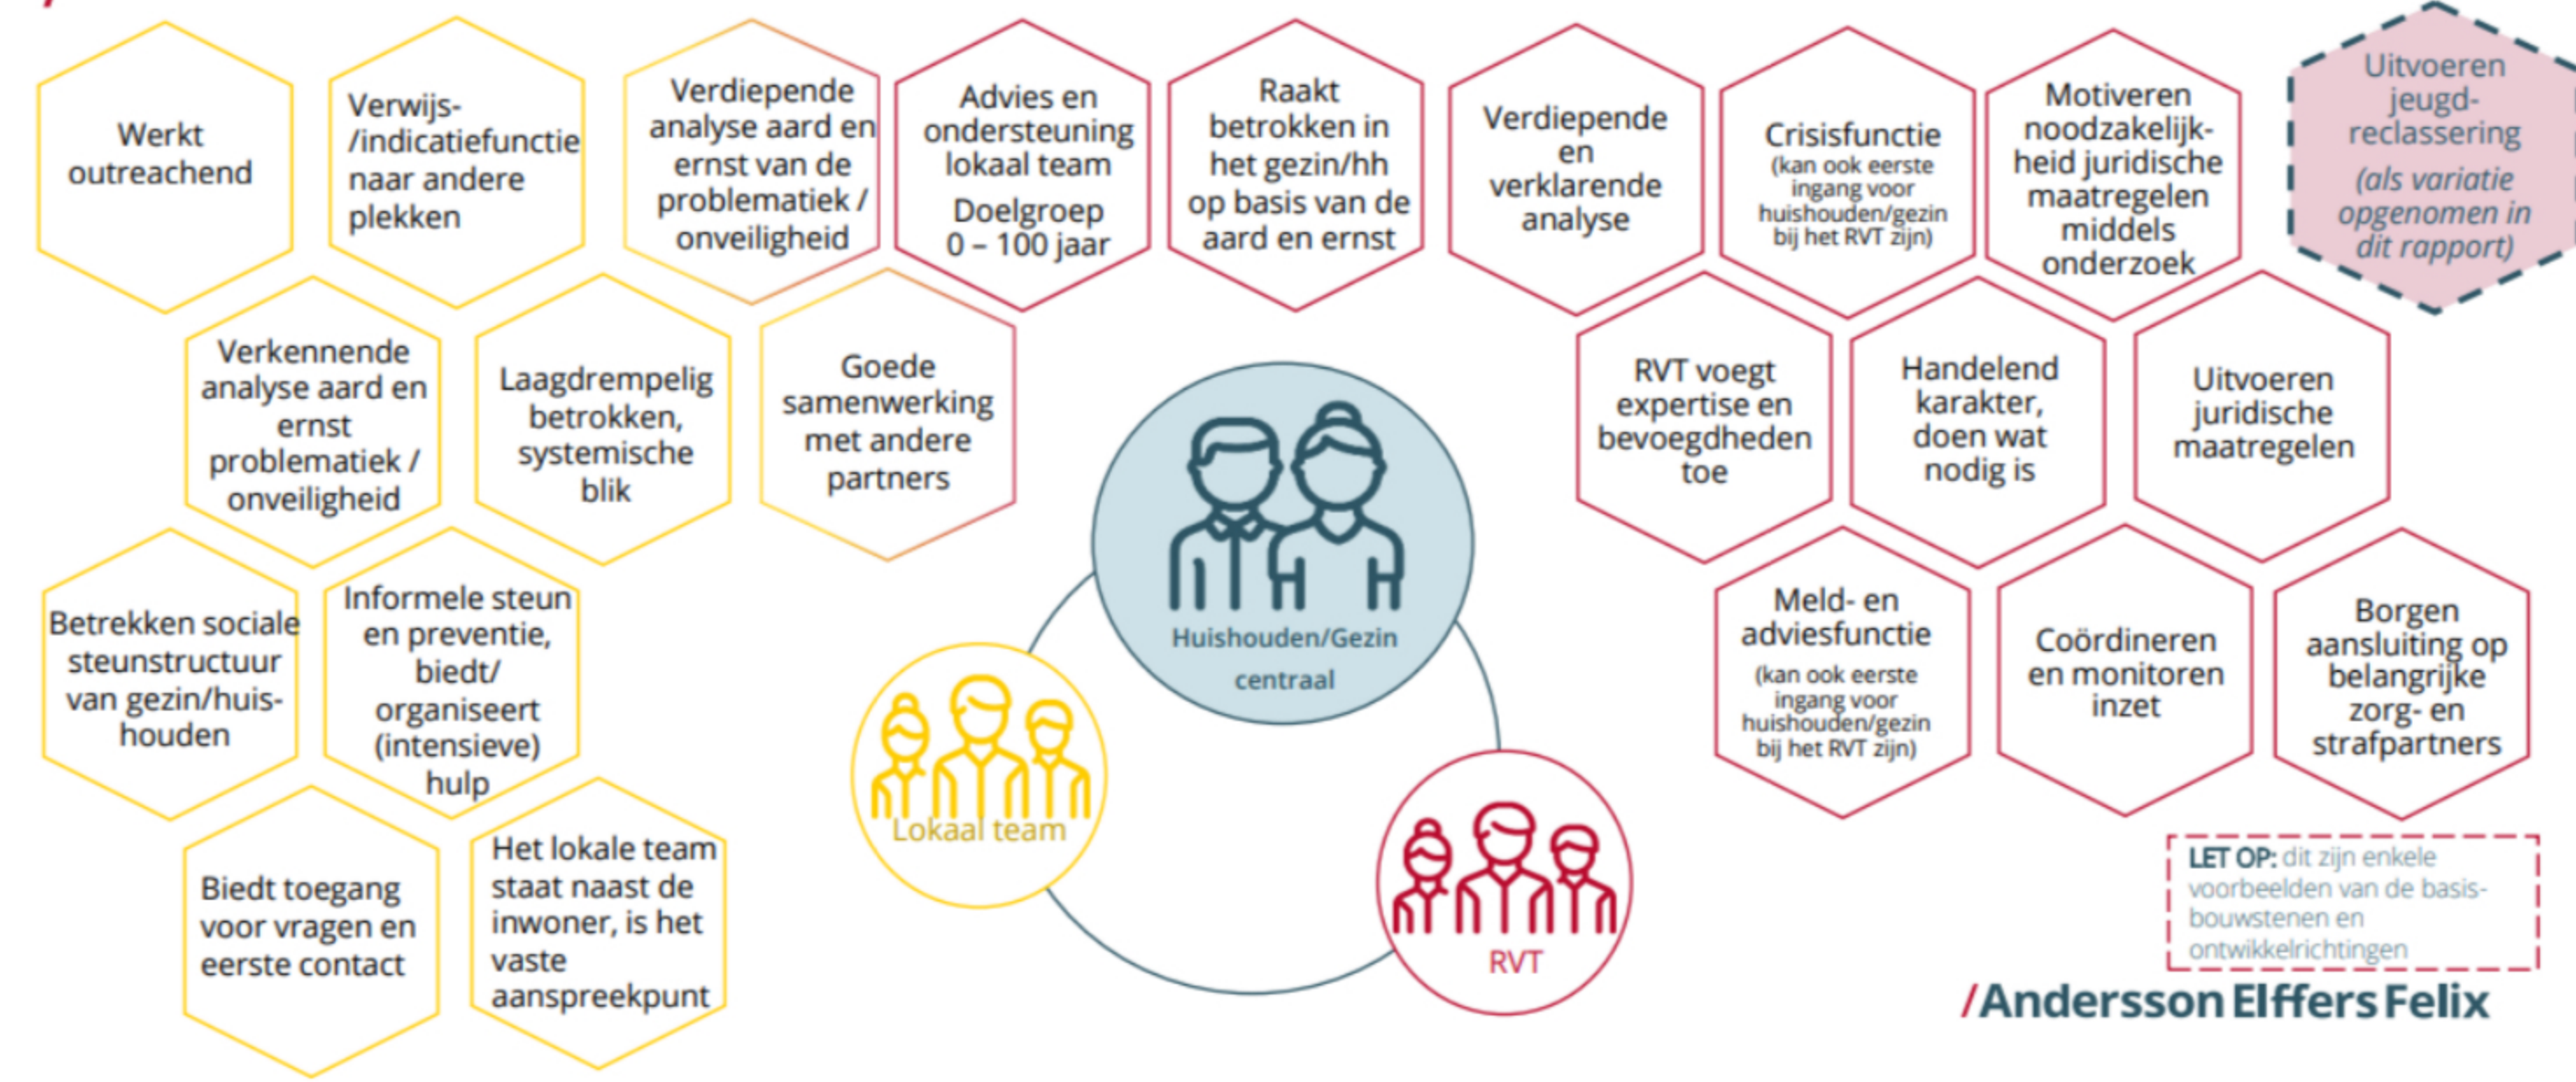 Werkt
outreachend
Verwijs-
/indicatiefunctie
naar andere
plekken
Verdiepende
analyse aard en
ernst van de
problematiek /
onveiligheid
Advies en
ondersteuning
lokaal team
Doelgroep
0 – 100 jaar
Raakt
betrokken in
het gezin/hh
op basis van de
aard en ernst
Verdiepende
en
verklarende
analyse
Crisisfunctie
(kan ook eerste
ingang voor
huishouden/gezin
bij het RVT zijn)
Motiveren
noodzakelijk-
heid juridische
maatregelen
middels
onderzoek
Uitvoeren
jeugd-
reclassering
(als variatie
opgenomen in
dit rapport)
Verkennende
analyse aard en
ernst
problematiek /
onveiligheid
Laagdrempelig
betrokken,
systemische
blik
Goede
samenwerking
met andere
partners
RVT voegt
expertise en
bevoegdheden
toe
Handelend
karakter,
doen wat
nodig is
Uitvoeren
juridische
maatregelen
Huishouden/Gezin
centraal
Betrekken sociale
steunstructuur
van gezin/huis-
houden
Informele steun
en preventie,
biedt/
organiseert
(intensieve)
hulp
Lokaal team
Meld- en
adviesfunctie
(kan ook eerste
ingang voor
huishouden/gezin
bij het RVT zijn)
Coördineren
en monitoren
inzet
Borgen
aansluiting op
belangrijke
zorg- en
strafpartners
Biedt toegang
voor vragen en
eerste contact
Het lokale team
staat naast de
inwoner, is het
vaste
aanspreekpunt
RVT
LET OP: dit zijn enkele
voorbeelden van de basis-
bouwstenen en
ontwikkelrichtingen
/Andersson Elffers Felix